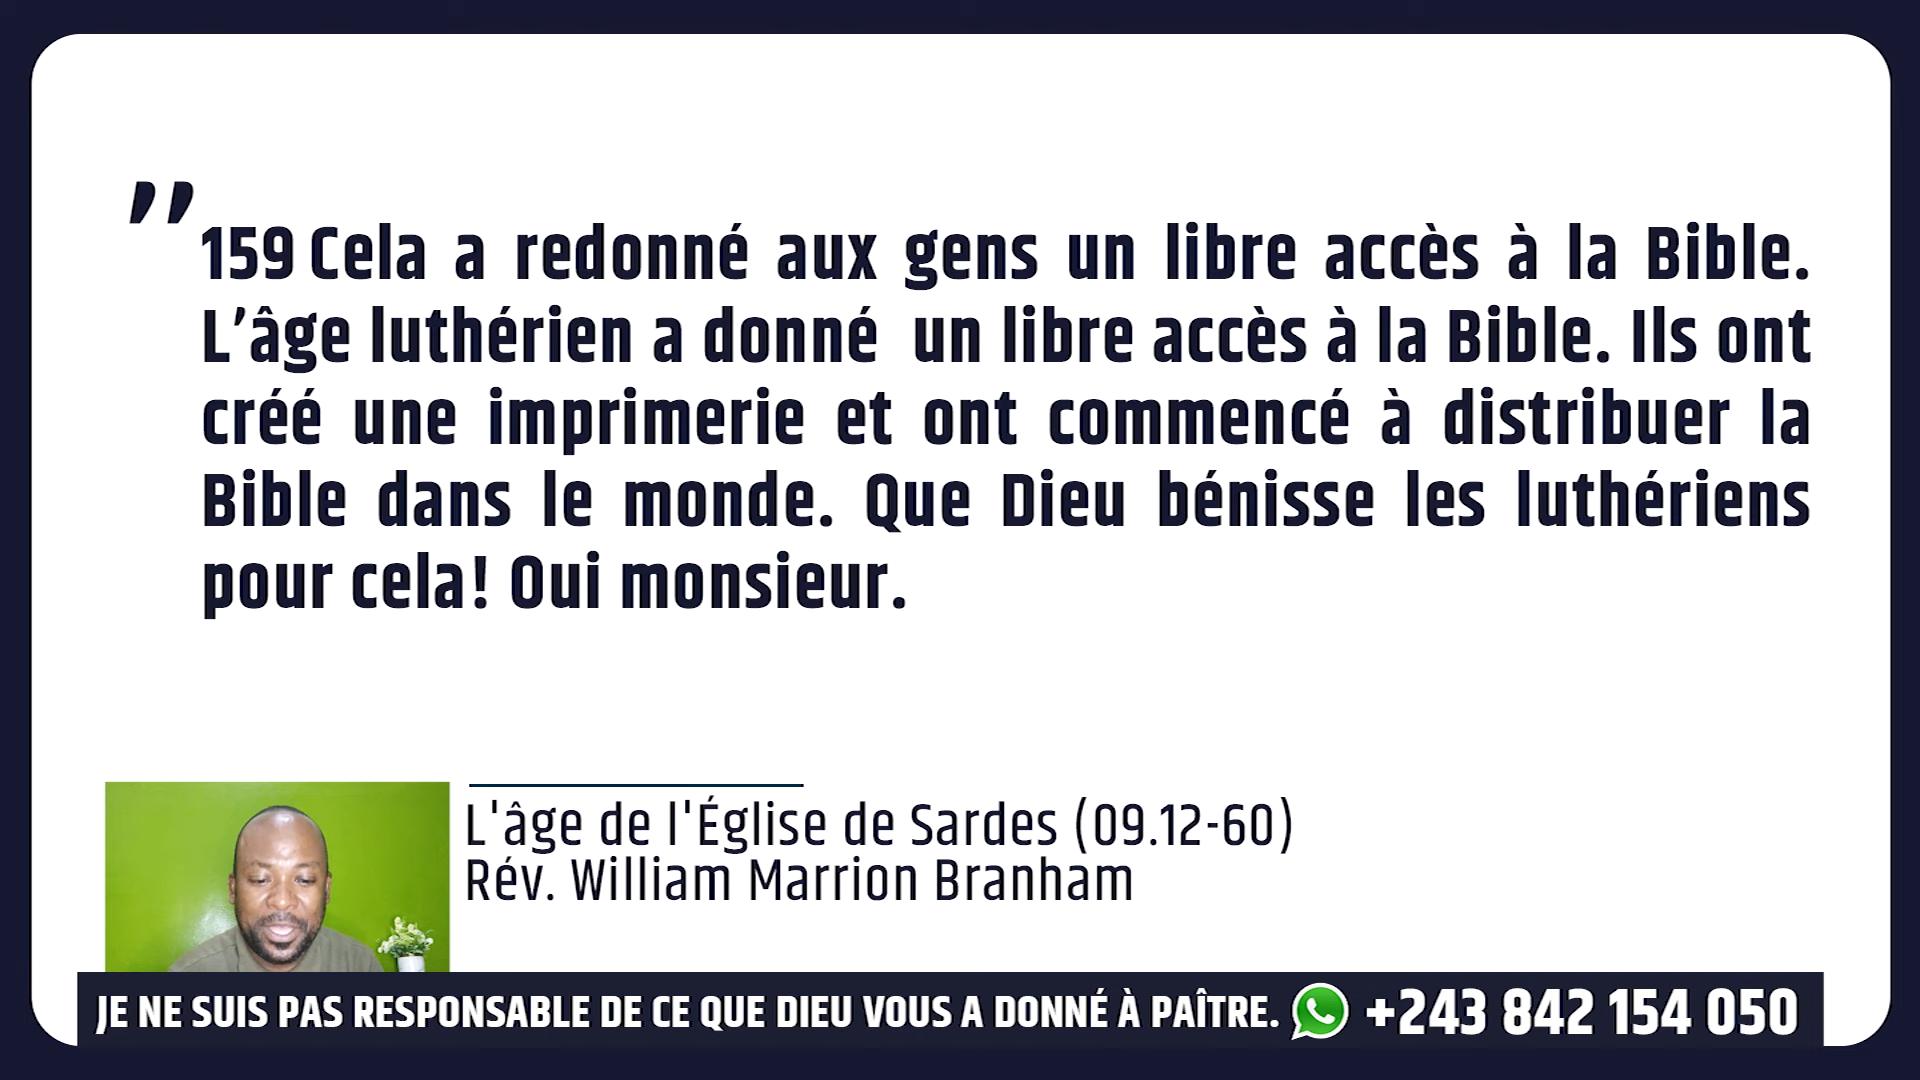 ”
159 Cela a redonné aux gens un libre accès à la Bible.
L’âge luthérien a donné un libre accès à la Bible. Ils ont
créé une imprimerie et ont commencé à distribuer la
Bible dans le monde. Que Dieu bénisse les luthériens
pour cela! Oui monsieur.
L'âge de l'Église de Sardes (09.12-60)
Rév. William Marrion Branham
JE NE SUIS PAS RESPONSABLE DE CE QUE DIEU VOUS A DONNÉ À PAÎTRE. +243 842 154 050